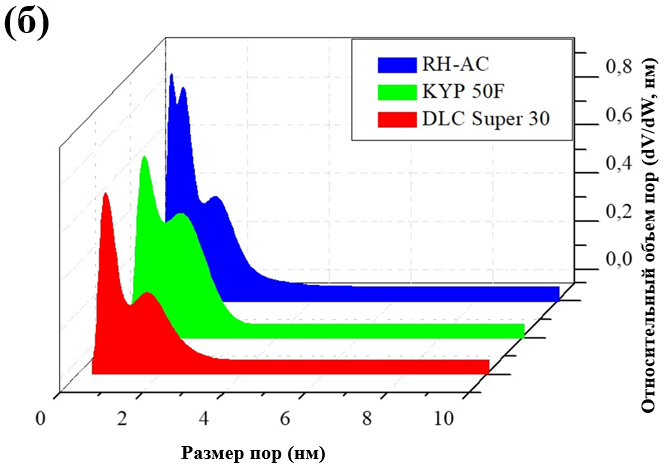 (б)
RH-AC
KYP 50F
DLC Super 30
0,8
0,6
0,4
0,2
0,0
Относительный объем пор (dV/dW, нм)
0
2
4
6
8
10
Размер пор (нм)